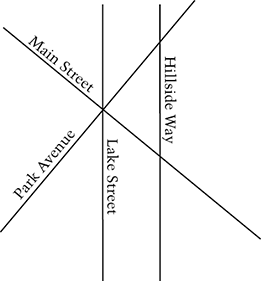 Main Street
Hillside Way
Park Avenue
Lake Street